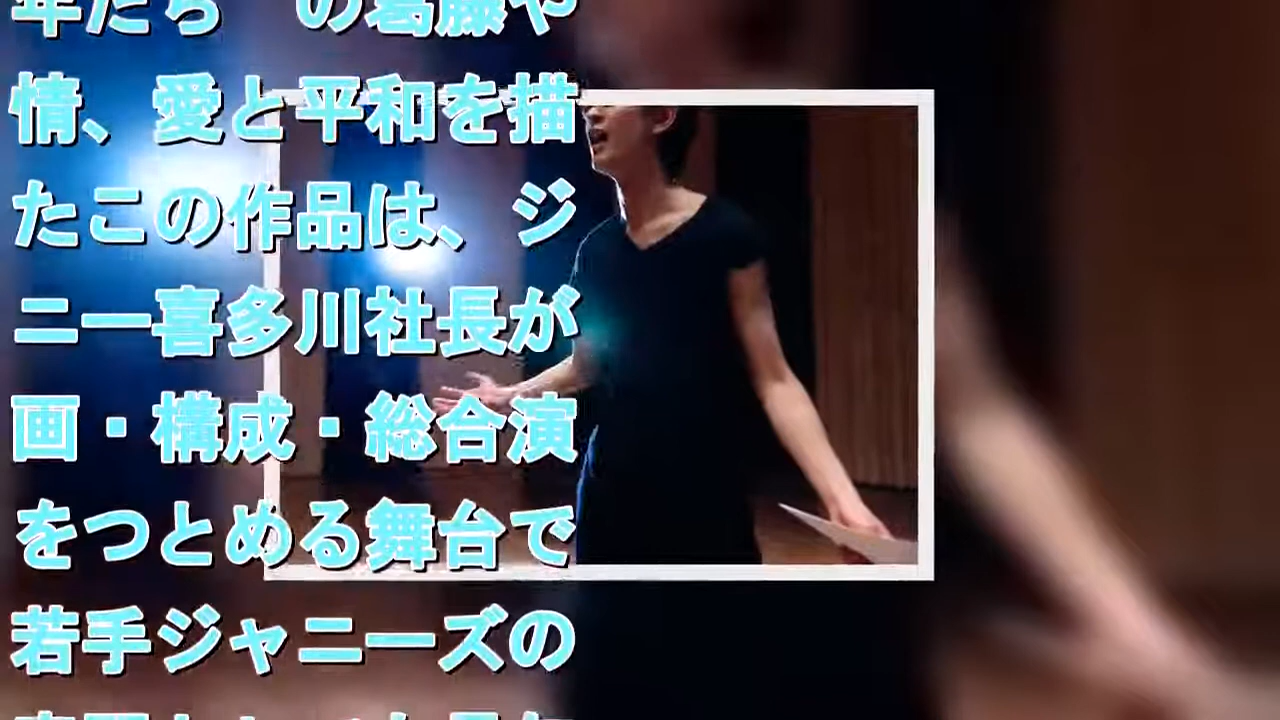 年たち の葛藤や
情、愛と平和を描
たこの作品は、ジ
ニー喜多川社長が
画・構成・総合演
をつとめる舞台で
若手ジャニーズの